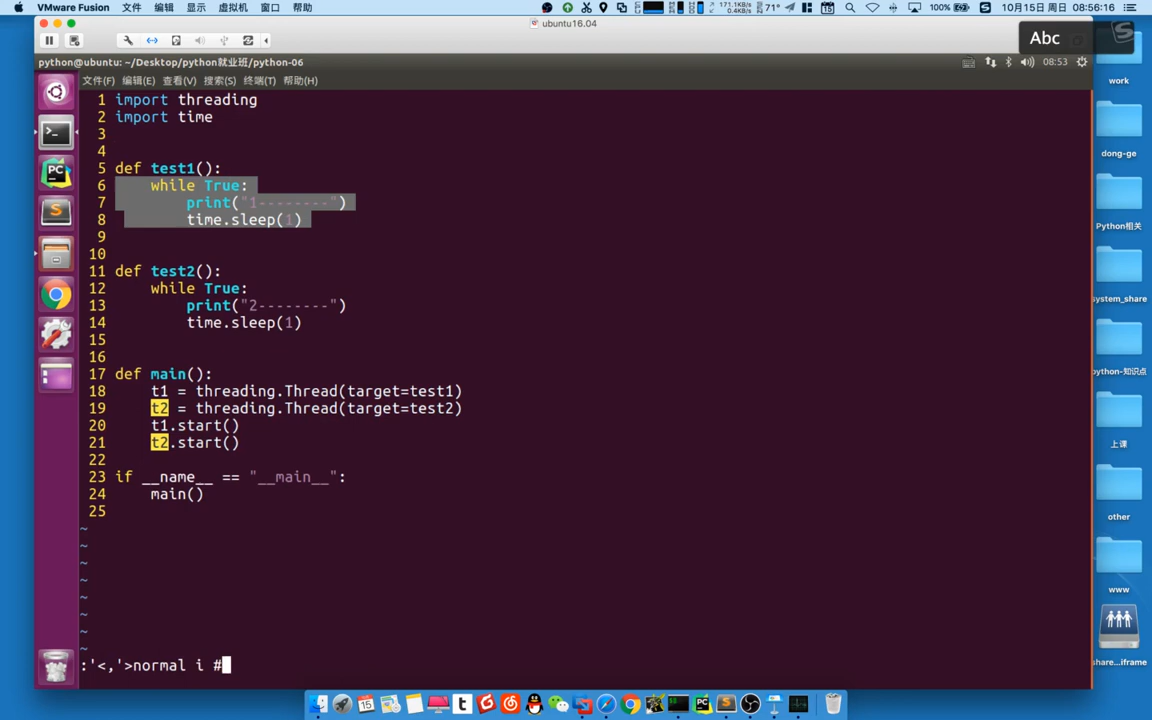 VMware Fusion 文件 编辑 显示 虚拟机 窗口 帮助 171.1KB/s 0.4KB/s 71° 15 100% 10月15日 周日 08:56:16
ubuntu16.04
Abc
python@ubuntu: ~/Desktop/python就业班/python-06 08:53
文件(F) 编辑(E) 查看(V) 搜索(S) 终端(T) 帮助(H)
1 import threading
2 import time
3
4
5 def test1():
6 while True:
7 print("1--------")
8 time.sleep(1)
9
10
11 def test2():
12 while True:
13 print("2--------")
14 time.sleep(1)
15
16
17 def main():
18 t1 = threading.Thread(target=test1)
19 t2 = threading.Thread(target=test2)
20 t1.start()
21 t2.start()
22
23 if __name__ == "__main__":
24 main()
25
~
~
~
~
~
~
~
~
:'<,'>normal i #
work
dong-ge
Python相关
system_share
python-知识点
上课
other
www
share...iframe